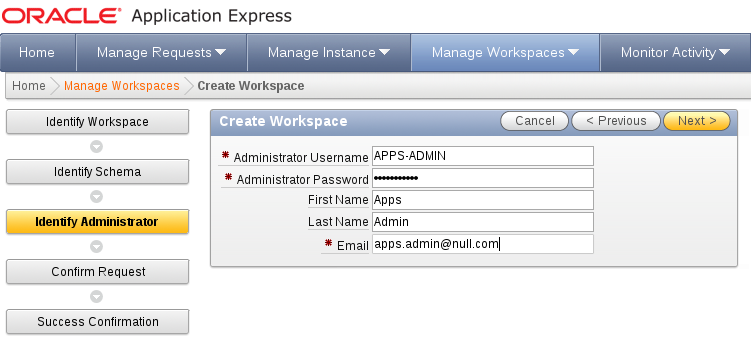 ORACLE Application Express
Home Manage Requests Manage Instance Manage Workspaces Monitor Activity
Home Manage Workspaces Create Workspace
Identify Workspace
Identify Schema
Identify Administrator
Confirm Request
Success Confirmation
Create Workspace Cancel < Previous Next >
* Administrator Username APPS-ADMIN
* Administrator Password •••••••••••
First Name Apps
Last Name Admin
* Email apps.admin@null.com